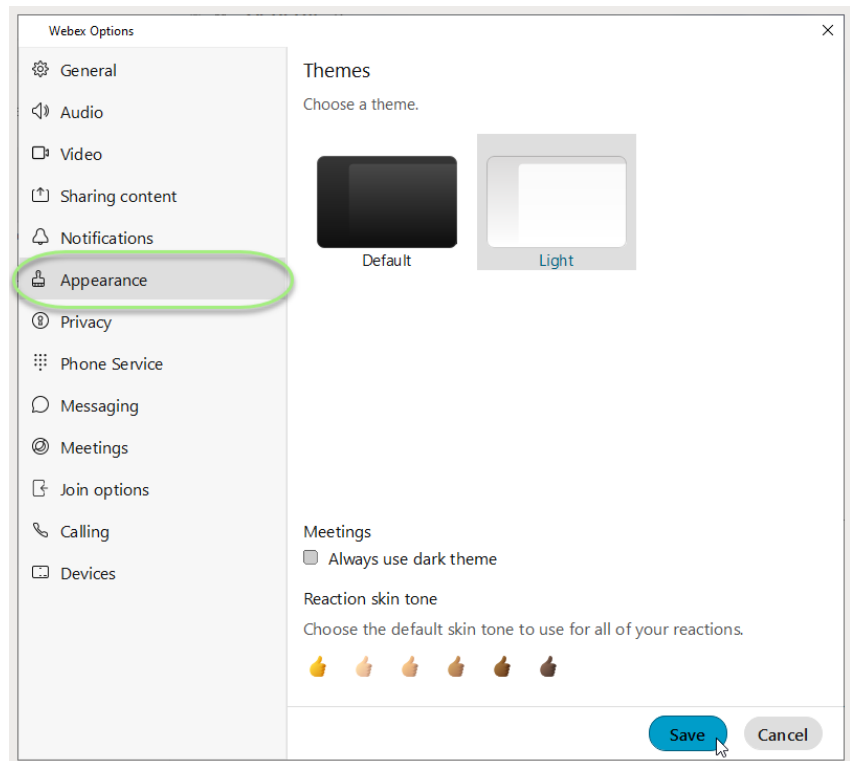 Webex Options
General
Audio
Video
Sharing content
Notifications
Appearance
Privacy
Phone Service
Messaging
Meetings
Join options
Calling
Devices
Themes
Choose a theme.
Default
Light
Meetings
Always use dark theme
Reaction skin tone
Choose the default skin tone to use for all of your reactions.
Save
Cancel